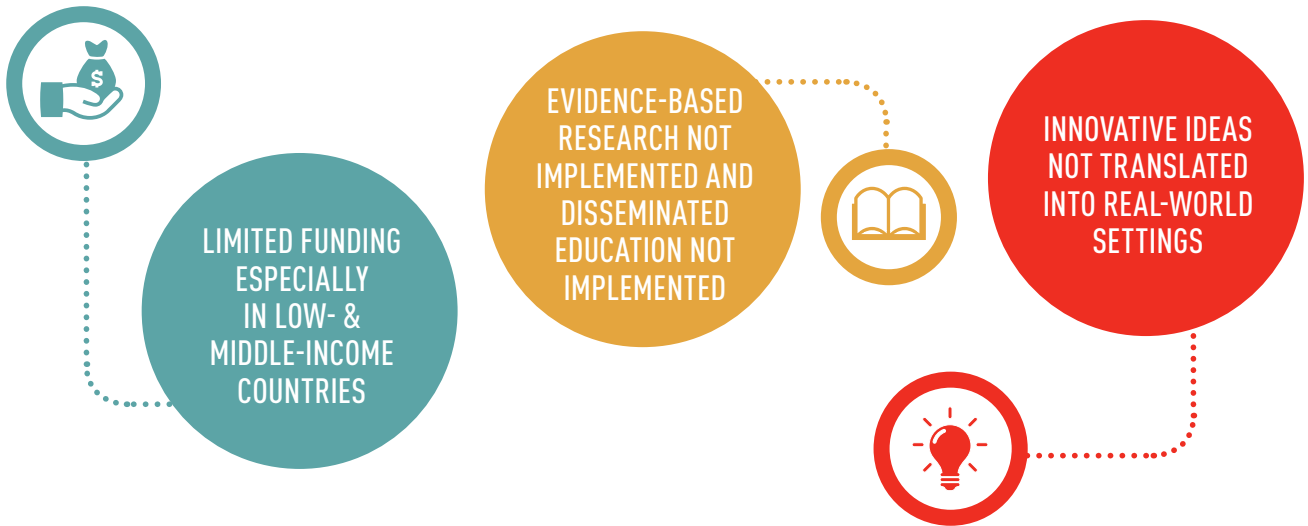 $
LIMITED FUNDING
ESPECIALLY
IN LOW- &
MIDDLE-INCOME
COUNTRIES
EVIDENCE-BASED
RESEARCH NOT
IMPLEMENTED AND
DISSEMINATED
EDUCATION NOT
IMPLEMENTED
INNOVATIVE IDEAS
NOT TRANSLATED
INTO REAL-WORLD
SETTINGS